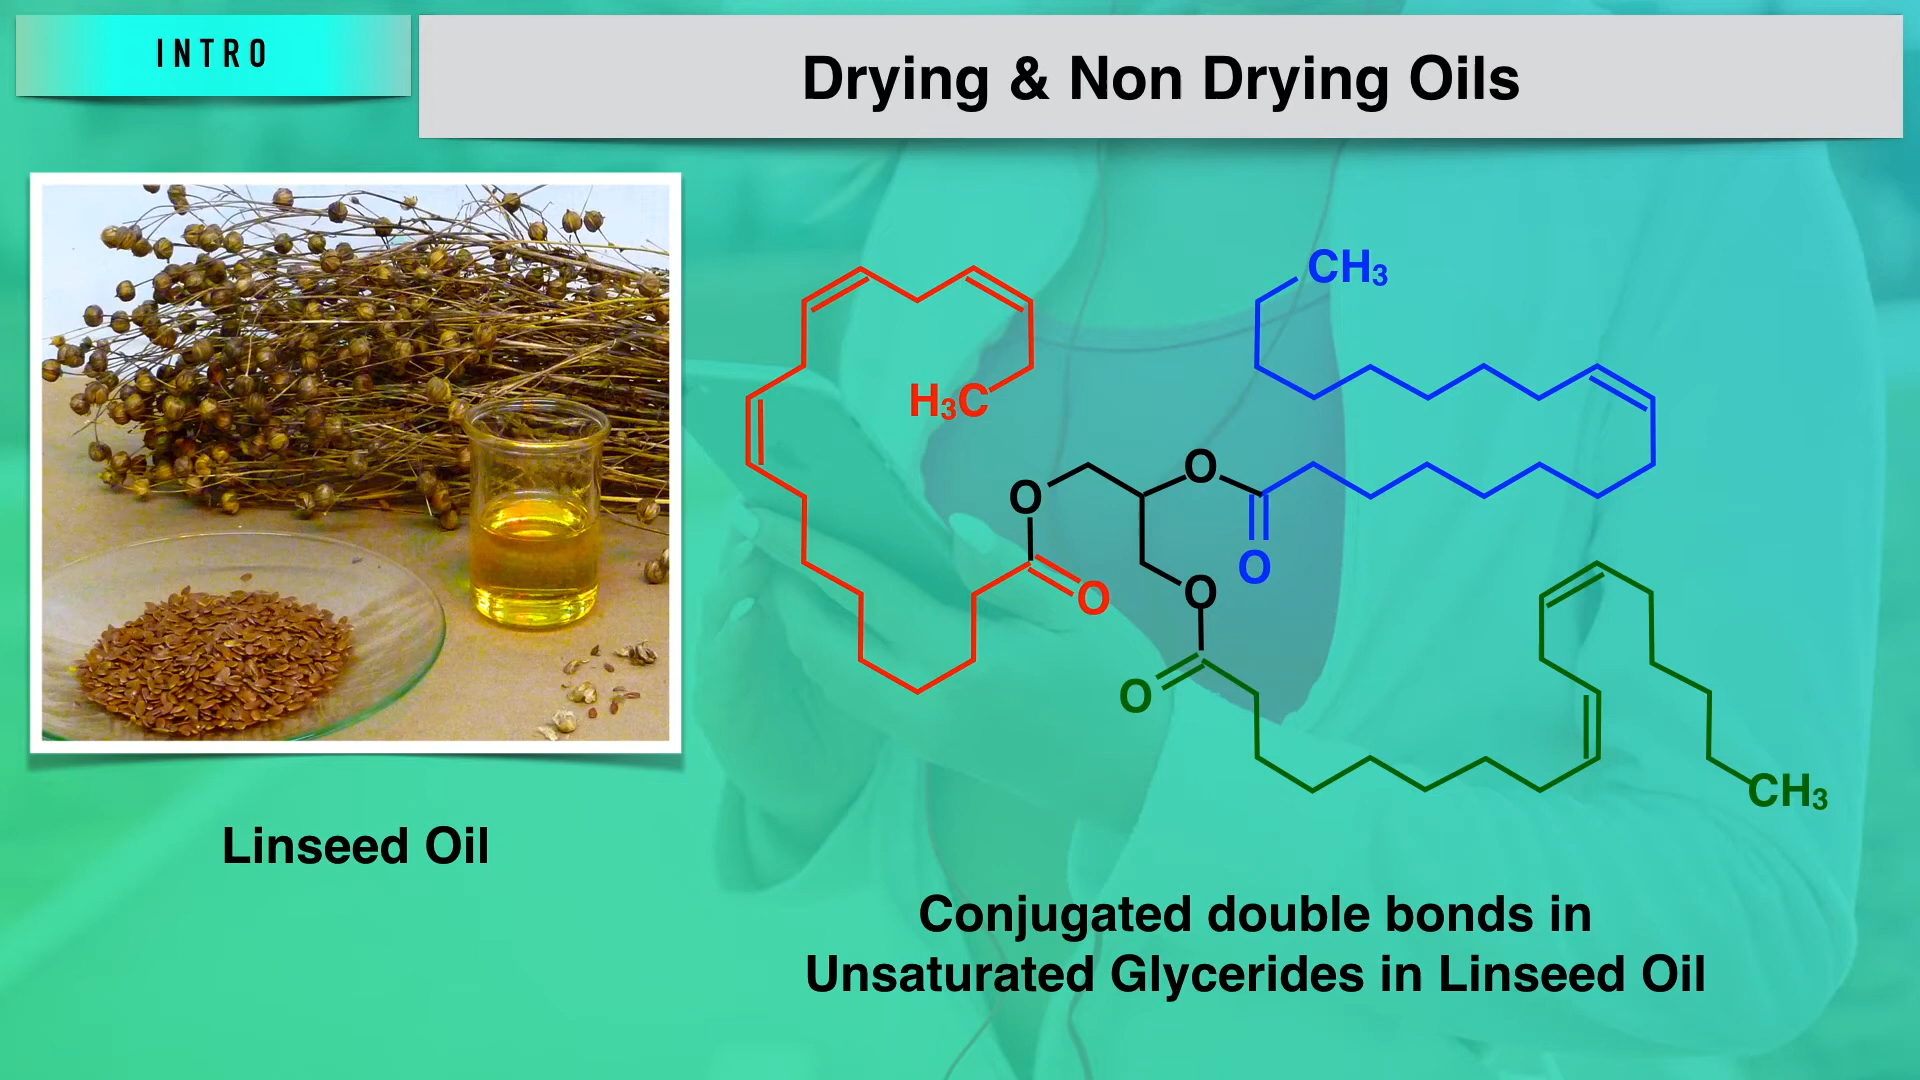 INTRO
Drying & Non Drying Oils
CH3
H3C
O
O
O
O
O
O
CH3
Linseed Oil
Conjugated double bonds in
Unsaturated Glycerides in Linseed Oil